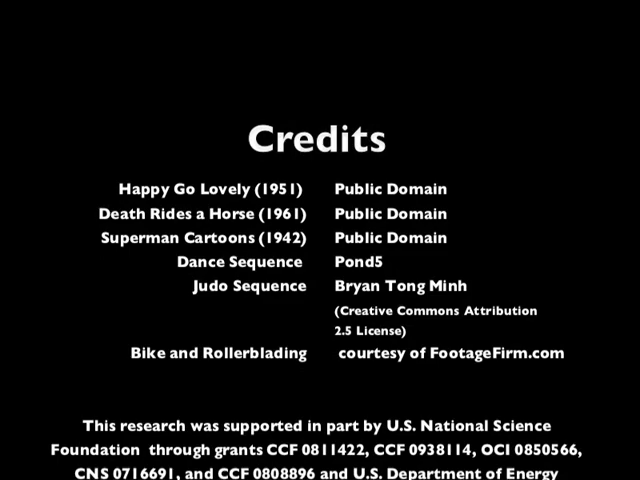 Credits
Happy Go Lovely (1951) Public Domain
Death Rides a Horse (1961) Public Domain
Superman Cartoons (1942) Public Domain
Dance Sequence Pond5
Judo Sequence Bryan Tong Minh
(Creative Commons Attribution
2.5 License)
Bike and Rollerblading courtesy of FootageFirm.com
This research was supported in part by U.S. National Science
Foundation through grants CCF 0811422, CCF 0938114, OCI 0850566,
CNS 0716691, and CCF 0808896 and U.S. Department of Energy